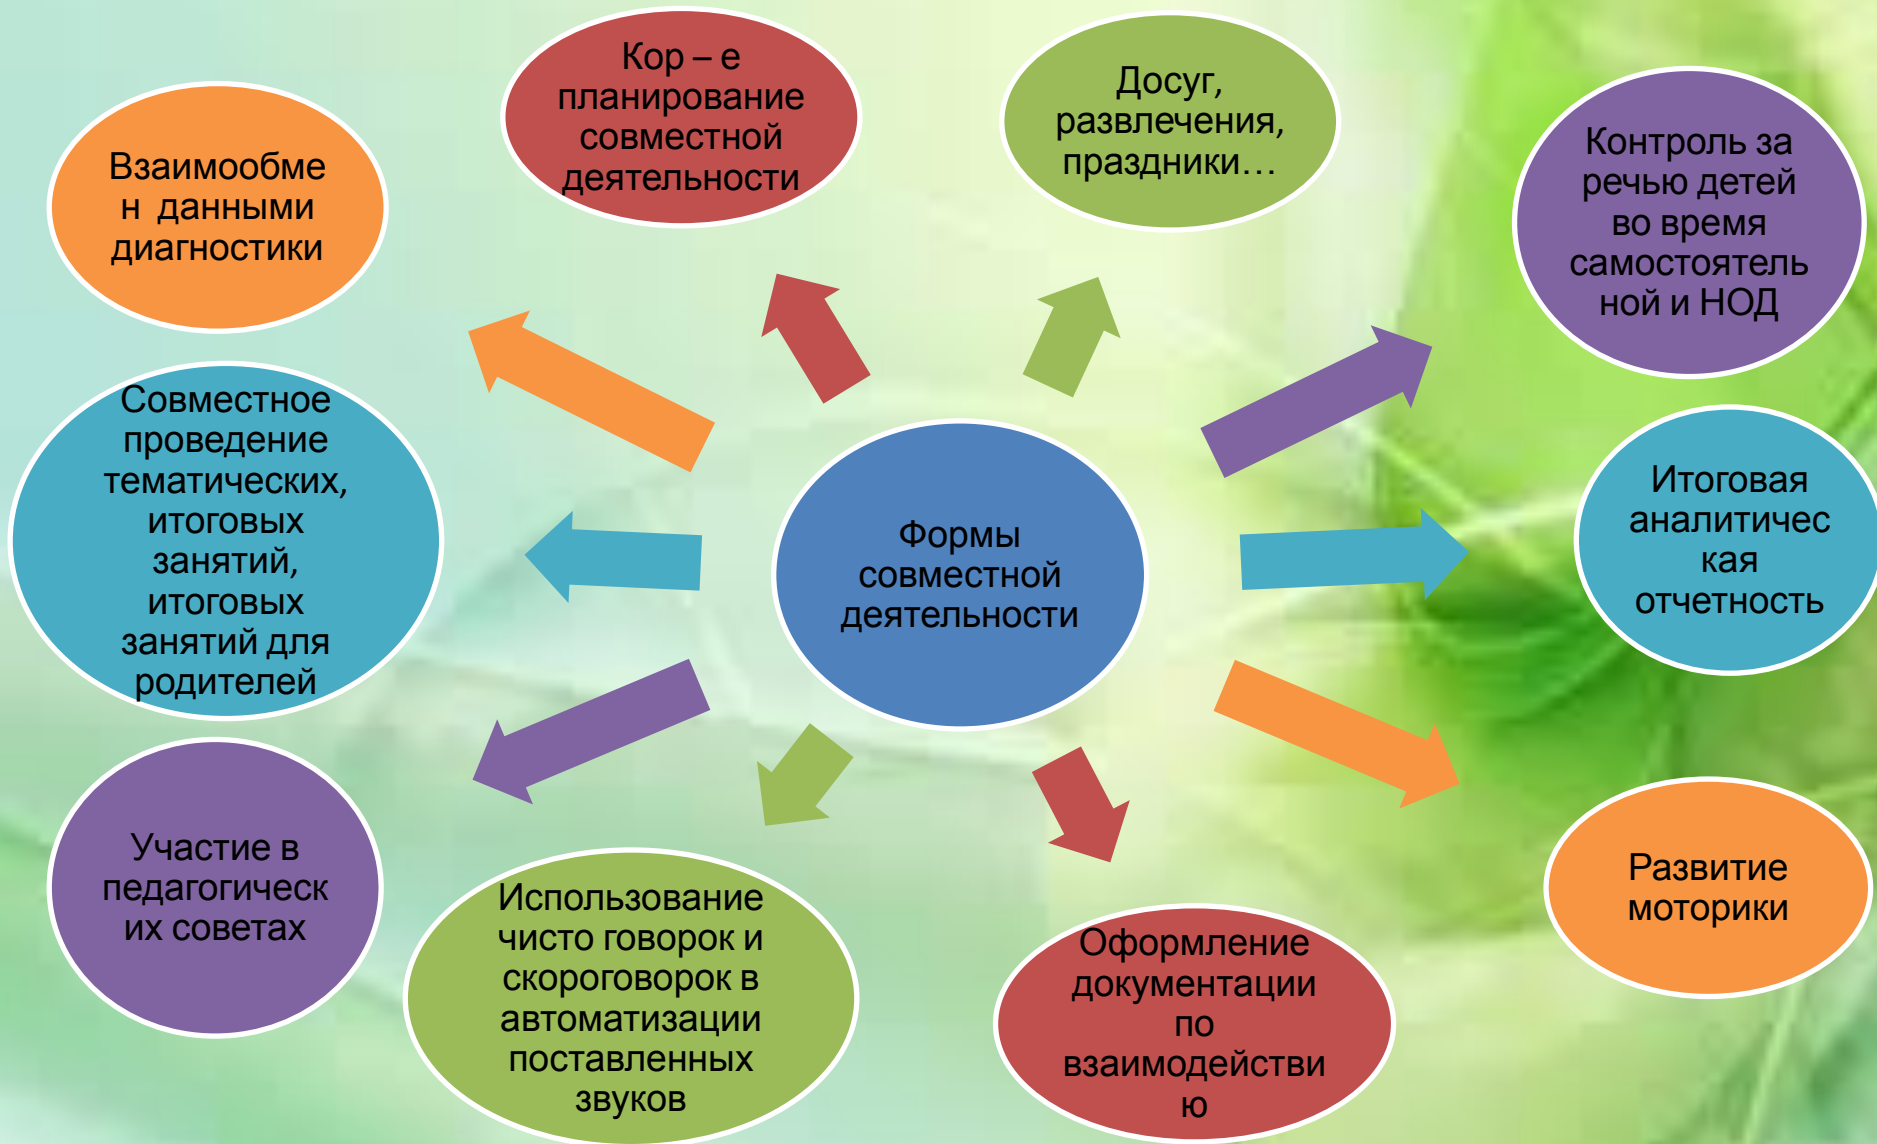 Кор – е
планирование
совместной
деятельности
Досуг,
развлечения,
праздники…
Контроль за
речью детей
во время
самостоятель
ной и НОД
Взаимообме
н данными
диагностики
Совместное
проведение
тематических,
итоговых
занятий,
итоговых
занятий для
родителей
Формы
совместной
деятельности
Итоговая
аналитичес
кая
отчетность
Участие в
педагогическ
их советах
Использование
чисто говорок и
скороговорок в
автоматизации
поставленных
звуков
Оформление
документации
по
взаимодействи
ю
Развитие
моторики